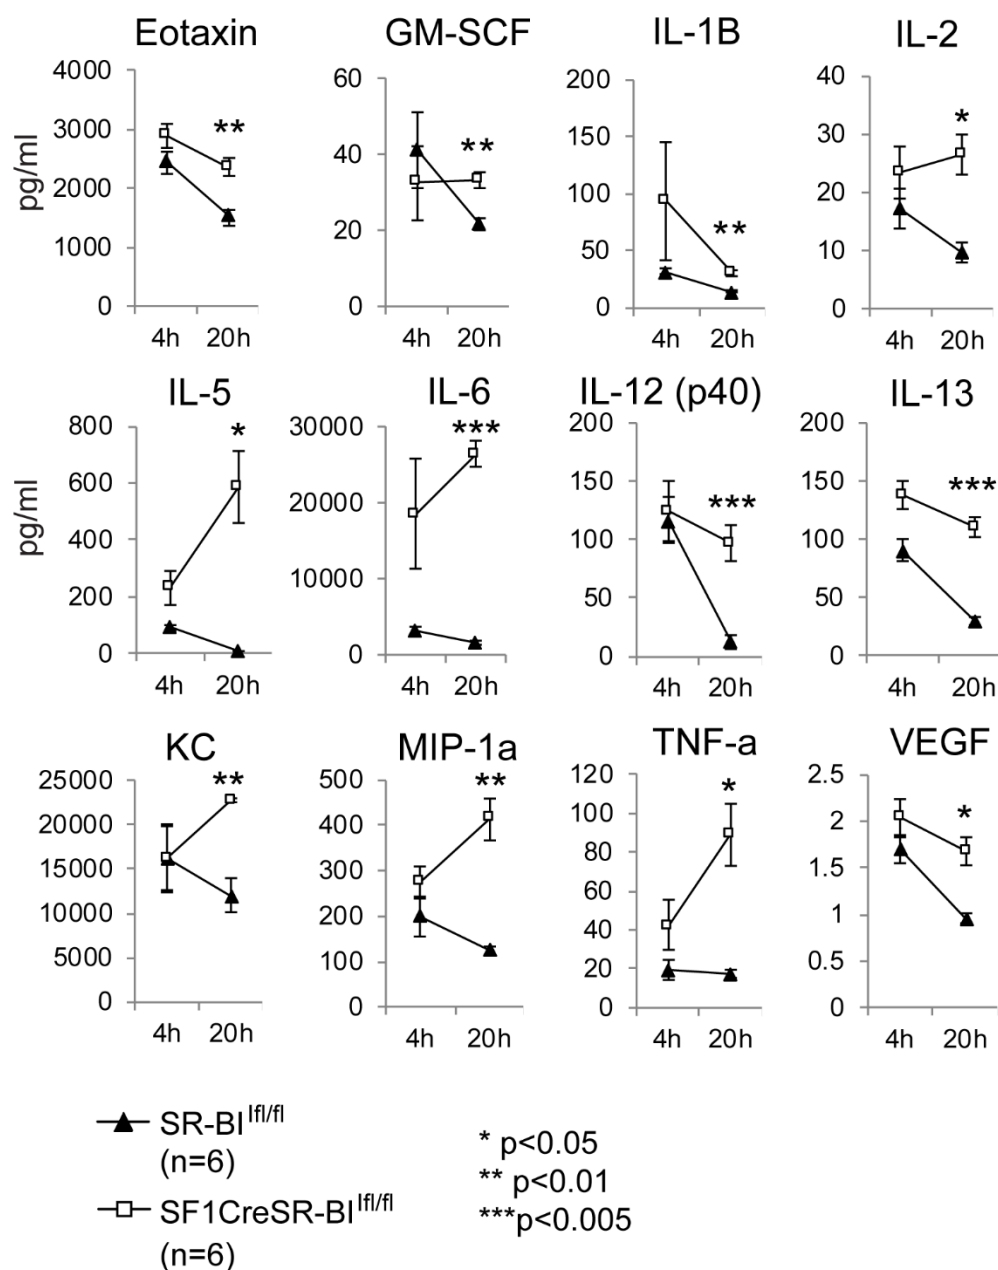 Eotaxin
GM-SCF
IL-1B
IL-2
pg/ml
4000
3000
2000
1000
0
4h
20h
**
60
40
20
0
4h
20h
**
200
150
100
50
0
4h
20h
**
40
30
20
10
0
4h
20h
*
IL-5
IL-6
IL-12 (p40)
IL-13
pg/ml
800
600
400
200
0
4h
20h
*
30000
20000
10000
0
4h
20h
***
200
150
100
50
0
4h
20h
***
200
150
100
50
0
4h
20h
***
KC
MIP-1a
TNF-a
VEGF
25000
20000
15000
10000
5000
0
4h
20h
**
500
400
300
200
100
0
4h
20h
**
120
100
80
60
40
20
0
4h
20h
*
2.5
2
1.5
1
0.5
0
4h
20h
*
SR-BI^lfl/fl
(n=6)
SF1CreSR-BI^lfl/fl
(n=6)
* p<0.05
** p<0.01
***p<0.005